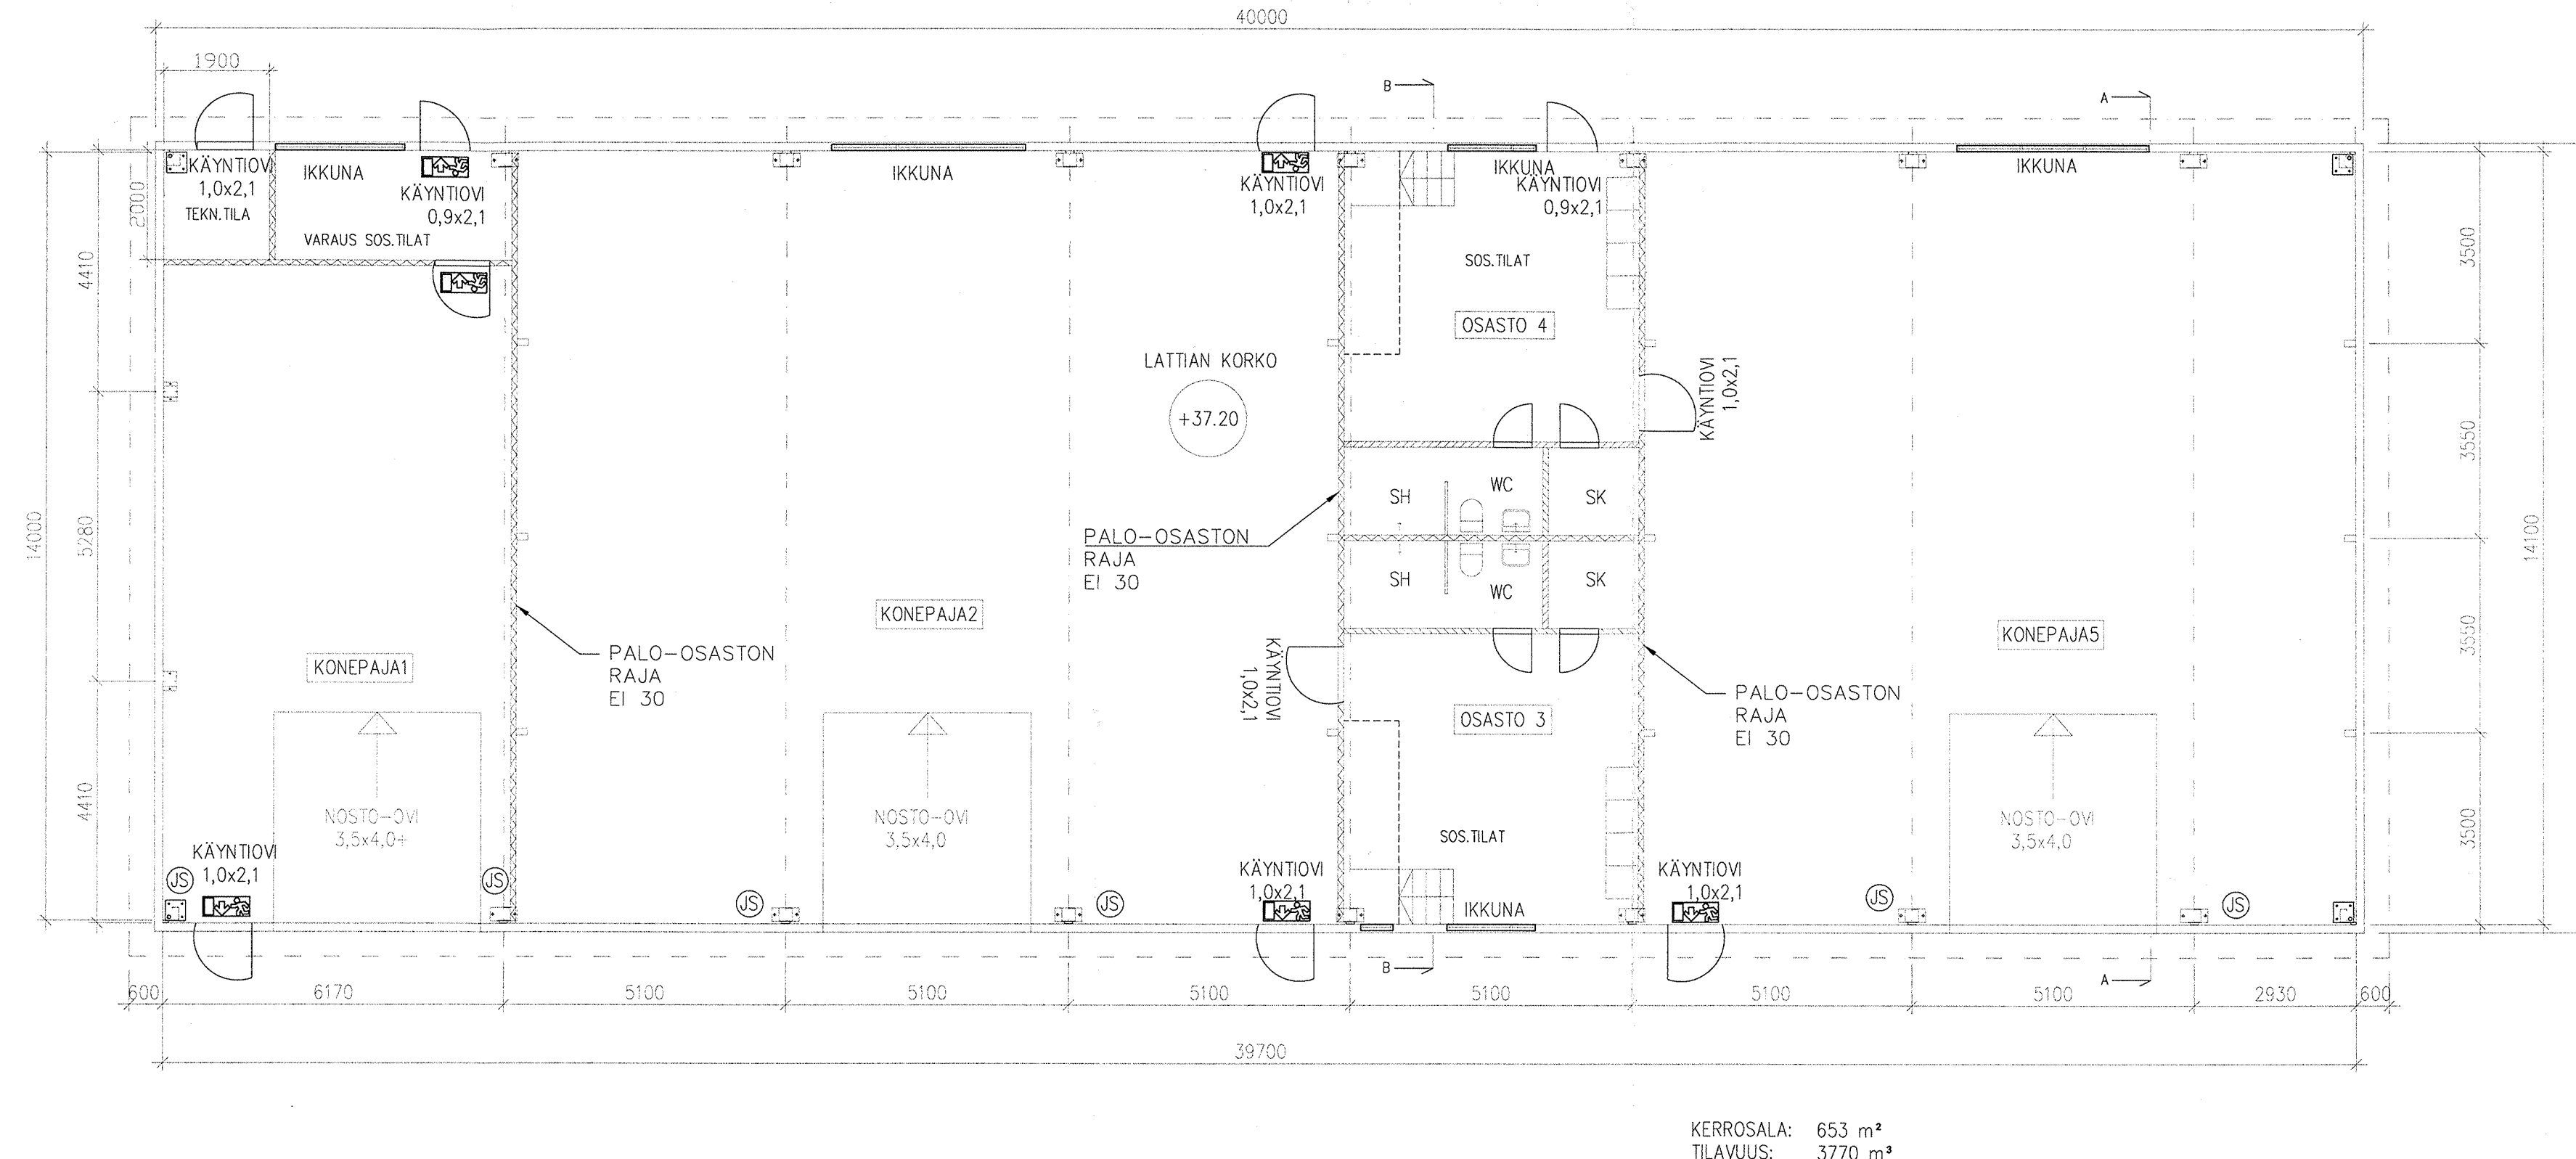 40000
1900
B
A
KÄYNTIOVI
1,0x2,1
TEKN.TILA
IKKUNA
KÄYNTIOVI
0,9x2,1
VARAUS SOS.TILAT
IKKUNA
KÄYNTIOVI
1,0x2,1
IKKUNA
KÄYNTIOVI
0,9x2,1
IKKUNA
2000
4410
3500
SOS.TILAT
OSASTO 4
LATTIAN KORKO
+37.20
KÄYNTIOVI
1,0x2,1
3550
14000
5280
14100
SH
WC
SK
PALO-OSASTON
RAJA
EI 30
SH
WC
SK
KONEPAJA2
KONEPAJA5
3550
KONEPAJA1
PALO-OSASTON
RAJA
EI 30
KÄYNTIOVI
1,0x2,1
OSASTO 3
PALO-OSASTON
RAJA
EI 30
4410
NOSTO-OVI
3,5x4,0
NOSTO-OVI
3,5x4,0
NOSTO-OVI
3,5x4,0
3500
SOS.TILAT
KÄYNTIOVI
1,0x2,1
JS
JS
JS
JS
KÄYNTIOVI
1,0x2,1
IKKUNA
KÄYNTIOVI
1,0x2,1
JS
JS
B
A
600
6170
5100
5100
5100
5100
5100
5100
2930
600
39700
KERROSALA: 653 m²
TILAVUUS: 3770 m³